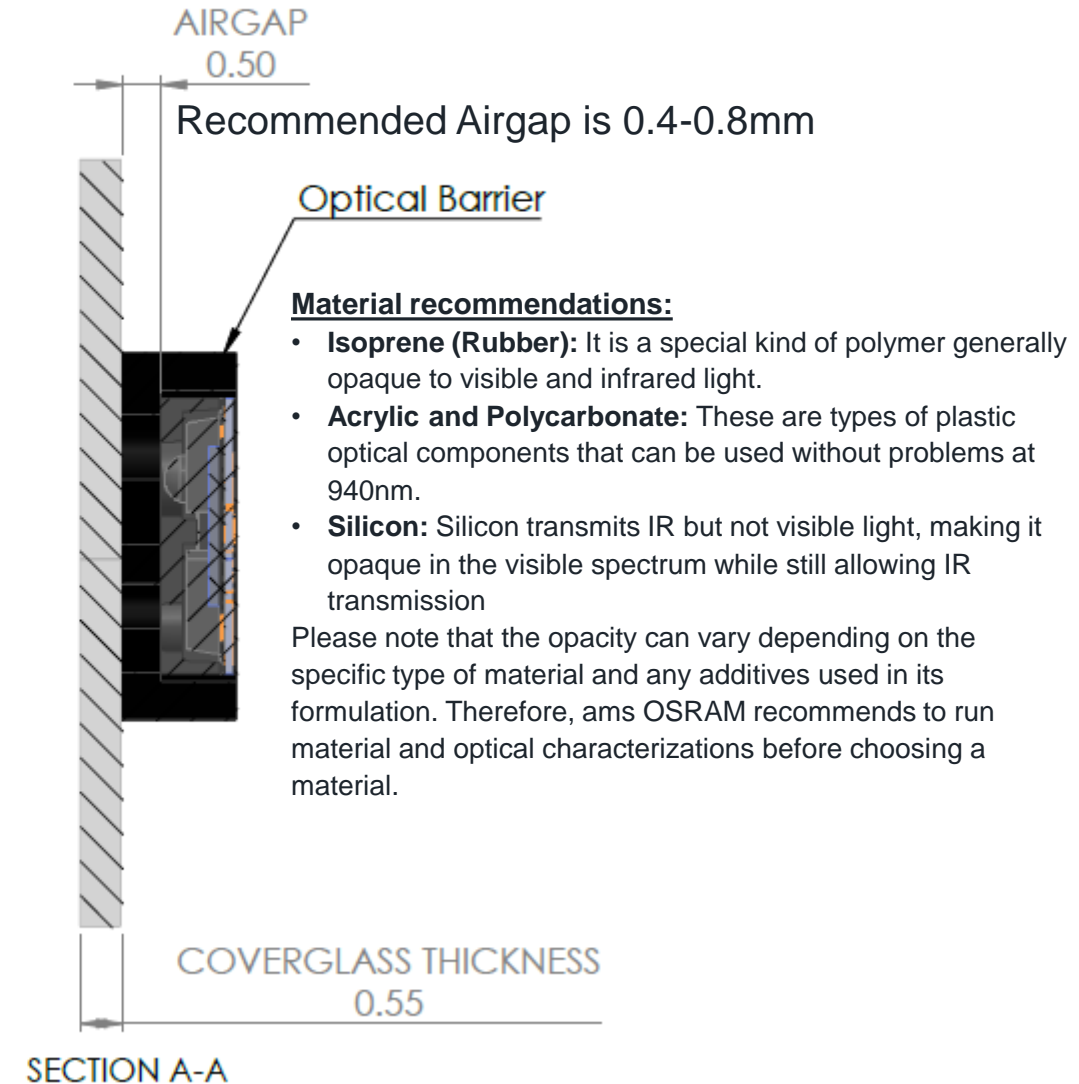 AIRGAP
0.50
Recommended Airgap is 0.4-0.8mm
Optical Barrier
Material recommendations:
• Isoprene (Rubber): It is a special kind of polymer generally
opaque to visible and infrared light.
• Acrylic and Polycarbonate: These are types of plastic
optical components that can be used without problems at
940nm.
• Silicon: Silicon transmits IR but not visible light, making it
opaque in the visible spectrum while still allowing IR
transmission
Please note that the opacity can vary depending on the
specific type of material and any additives used in its
formulation. Therefore, ams OSRAM recommends to run
material and optical characterizations before choosing a
material.
COVERGLASS THICKNESS
0.55
SECTION A-A